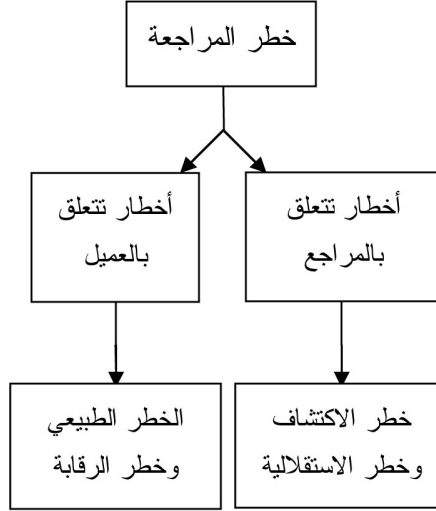 خطر المراجعة
أخطار تتعلق
بالمراجع
أخطار تتعلق
بالعميل
خطر الاكتشاف
وخطر الاستقلالية
الخطر الطبيعي
وخطر الرقابة